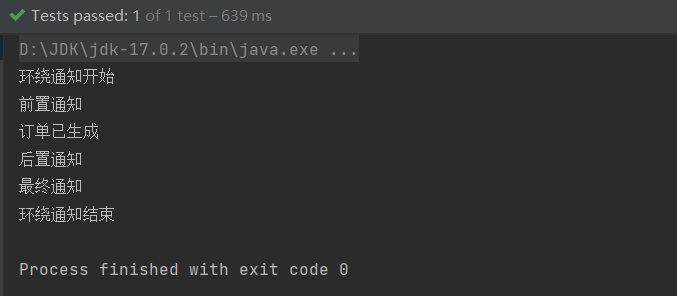 Tests passed: 1 of 1 test – 639 ms
D:\JDK\jdk-17.0.2\bin\java.exe ...
环绕通知开始
前置通知
订单已生成
后置通知
最终通知
环绕通知结束
Process finished with exit code 0